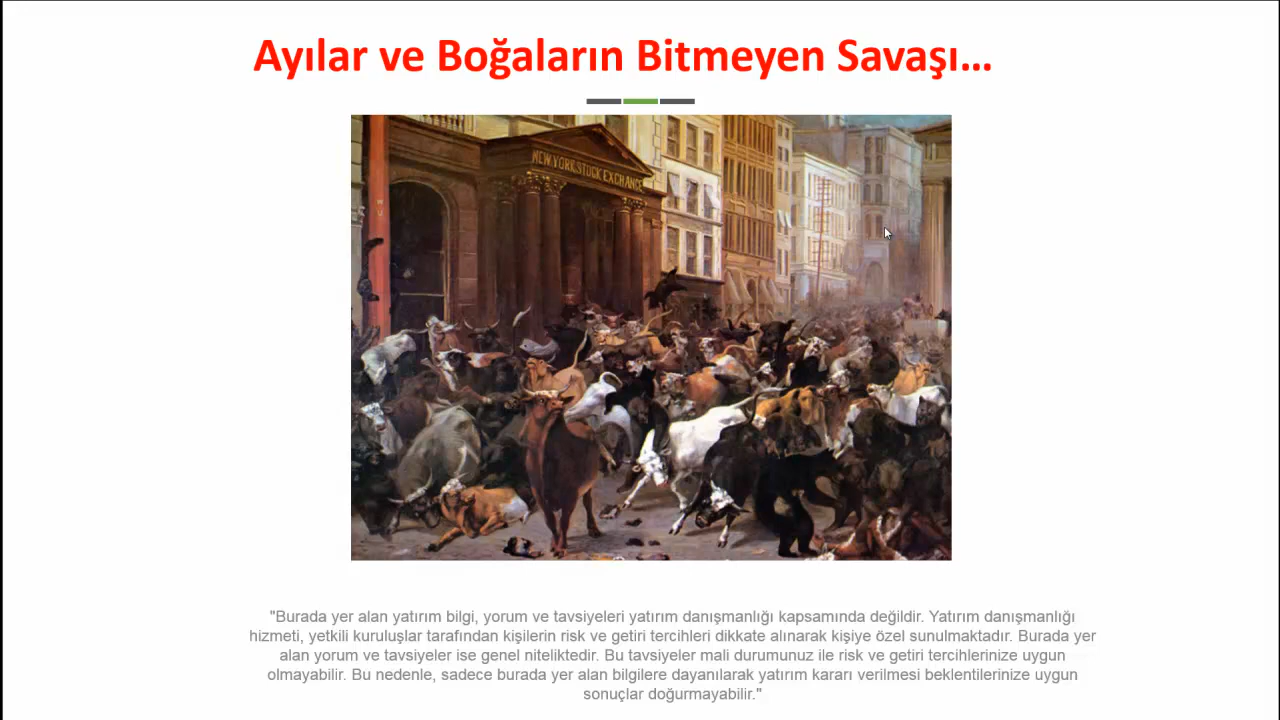 Ayılar ve Boğaların Bitmeyen Savaşı...
NEW YORK STOCK EXCHANGE
"Burada yer alan yatırım bilgi, yorum ve tavsiyeleri yatırım danışmanlığı kapsamında değildir. Yatırım danışmanlığı
hizmeti, yetkili kuruluşlar tarafından kişilerin risk ve getiri tercihleri dikkate alınarak kişiye özel sunulmaktadır. Burada yer
alan yorum ve tavsiyeler ise genel niteliktedir. Bu tavsiyeler mali durumunuz ile risk ve getiri tercihlerinize uygun
olmayabilir. Bu nedenle, sadece burada yer alan bilgilere dayanılarak yatırım kararı verilmesi beklentilerinize uygun
sonuçlar doğurmayabilir."